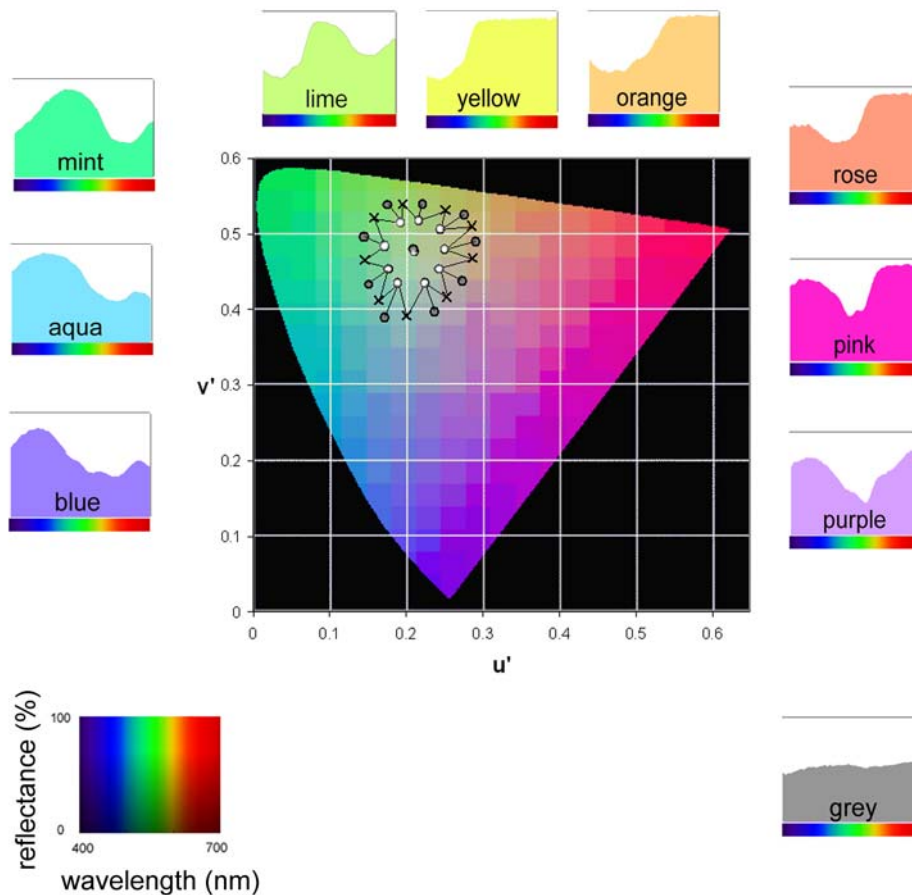 lime
yellow
orange
mint
rose
aqua
pink
blue
purple
0.6
0.5
0.4
v'
0.3
0.2
0.1
0
0 0.1 0.2 0.3 0.4 0.5 0.6
u'
reflectance (%)
100
0
400 700
wavelength (nm)
grey